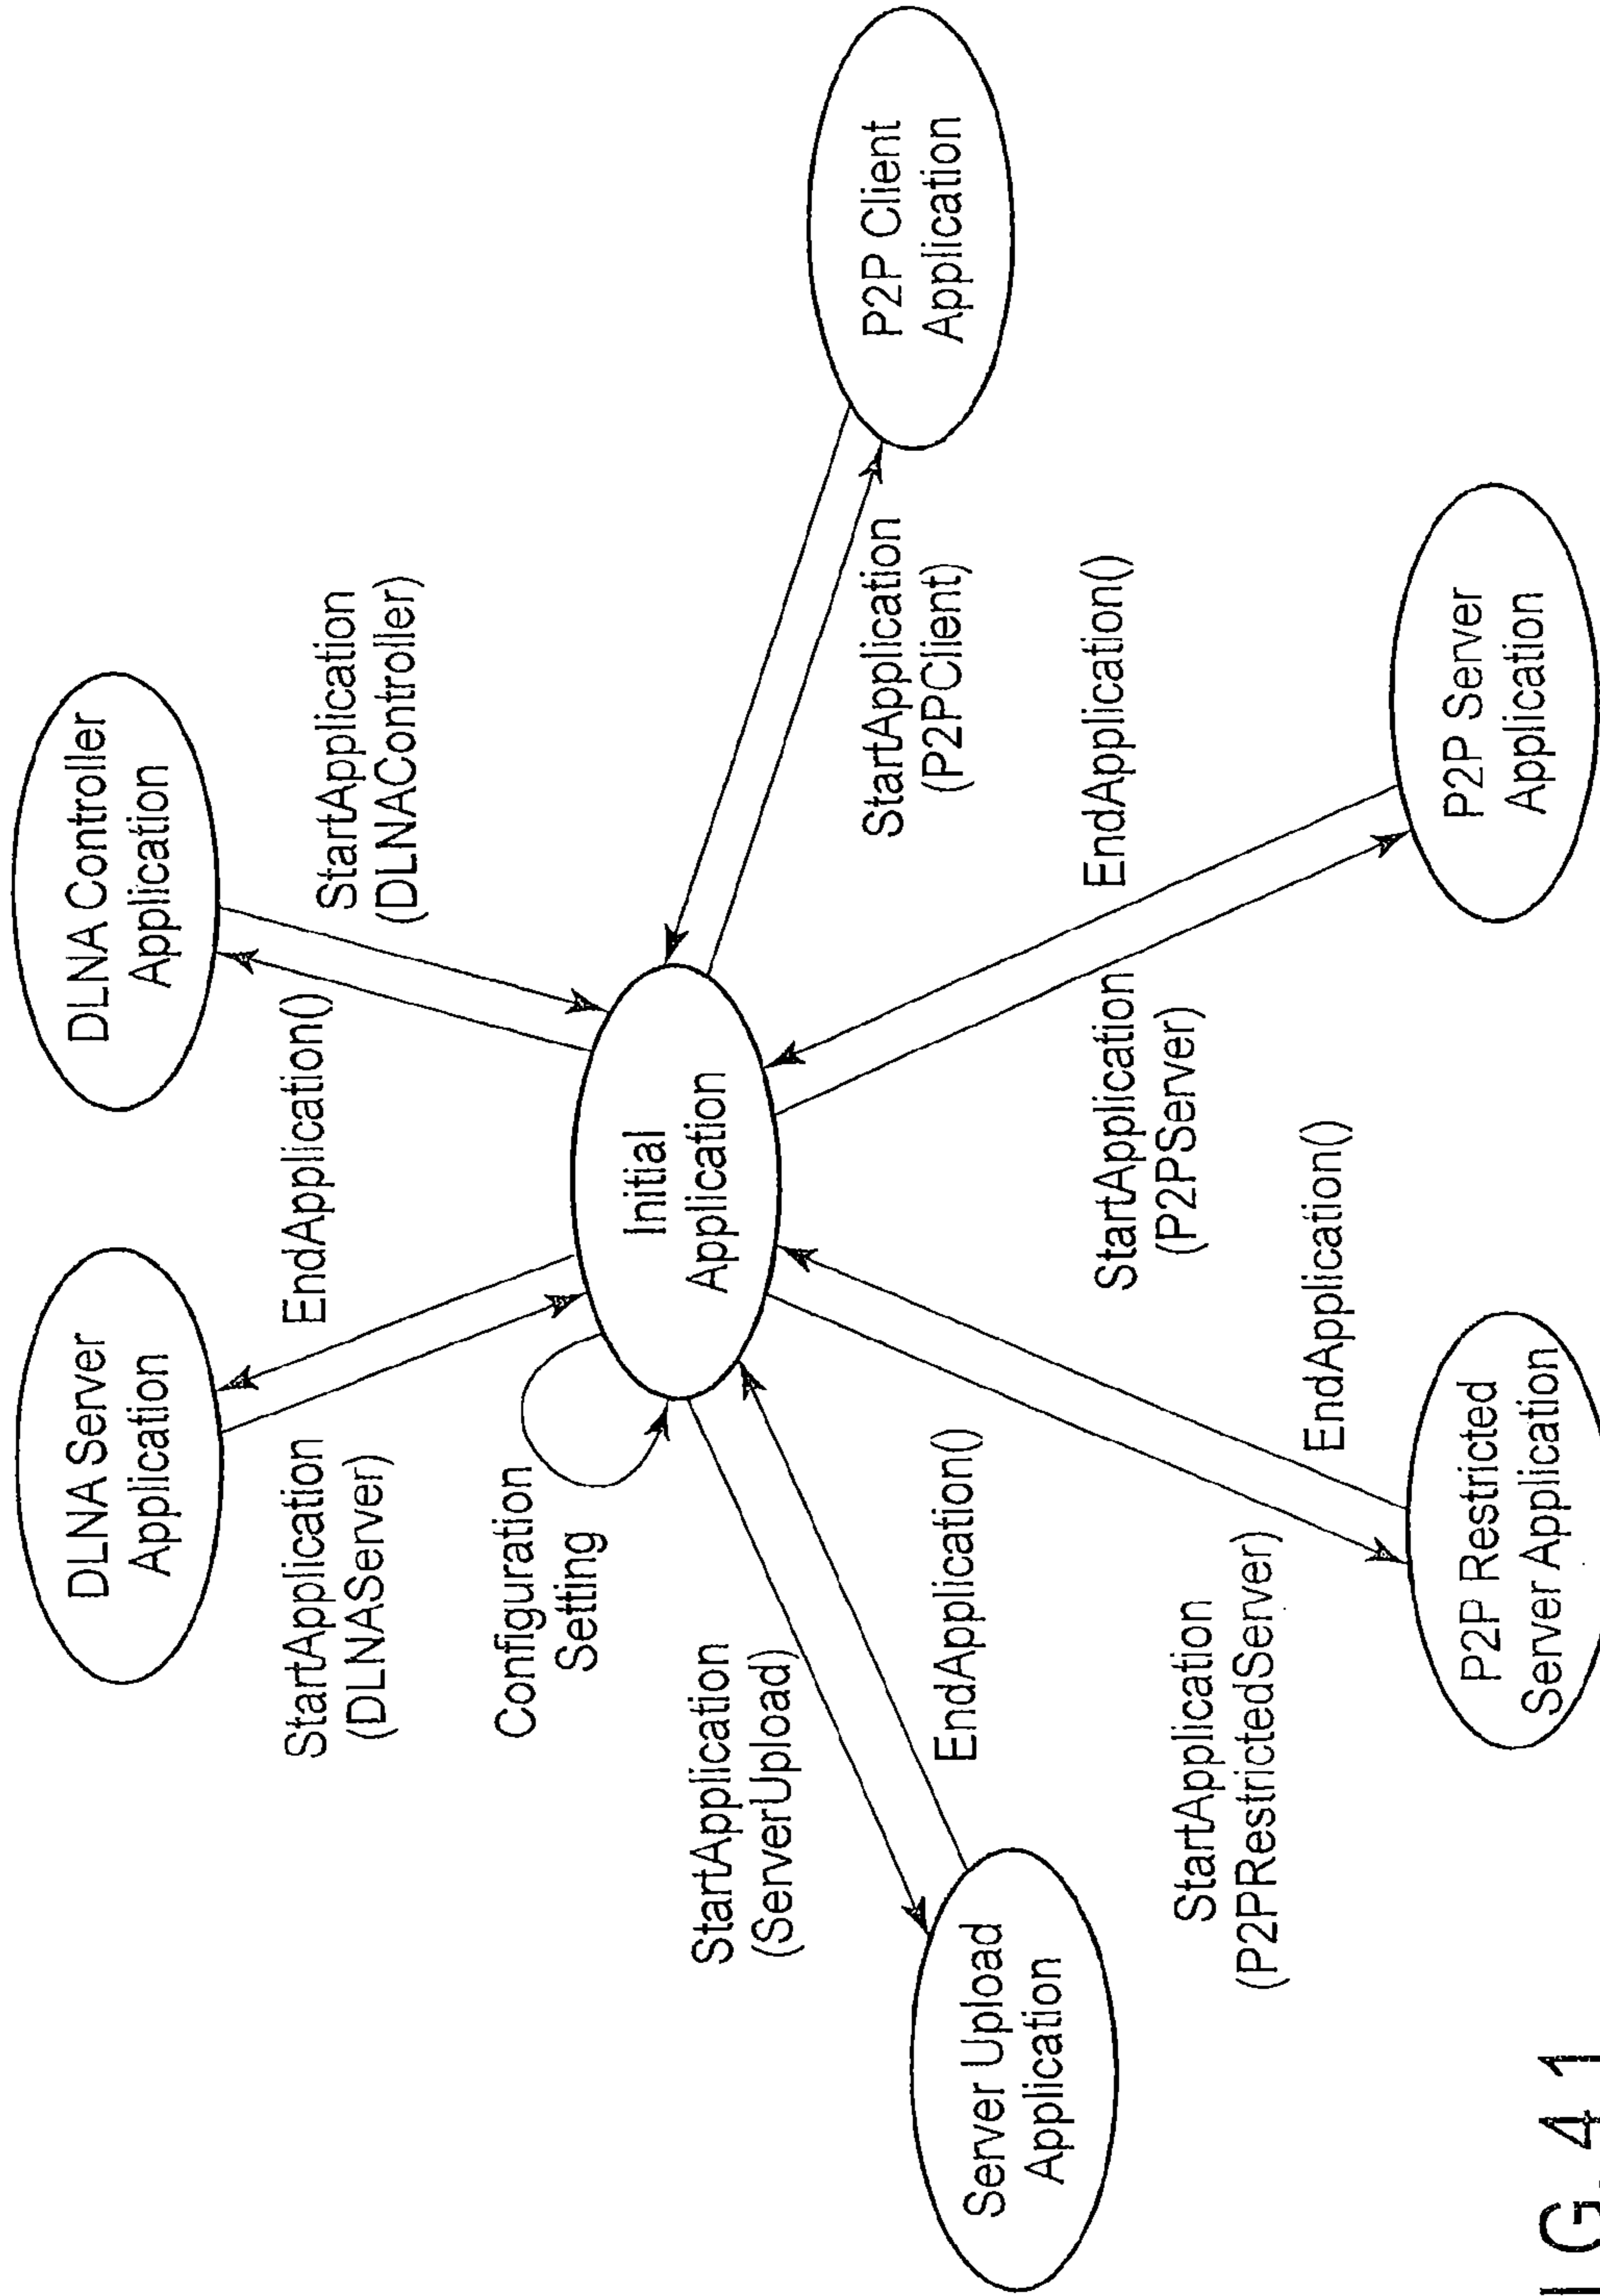 DLNA Server
Application
DLNA Controller
Application
StartApplication
(DLNAServer)
EndApplication()
StartApplication
(DLNAController)
Configuration
Setting
Initial
Application
StartApplication
(ServerUpload)
P2P Client
Application
StartApplication
(P2PClient)
EndApplication()
Server Upload
Application
EndApplication()
StartApplication
(P2PServer)
StartApplication
(P2PRestrictedServer)
EndApplication()
P2P Restricted
Server Application
P2P Server
Application
IG. 41